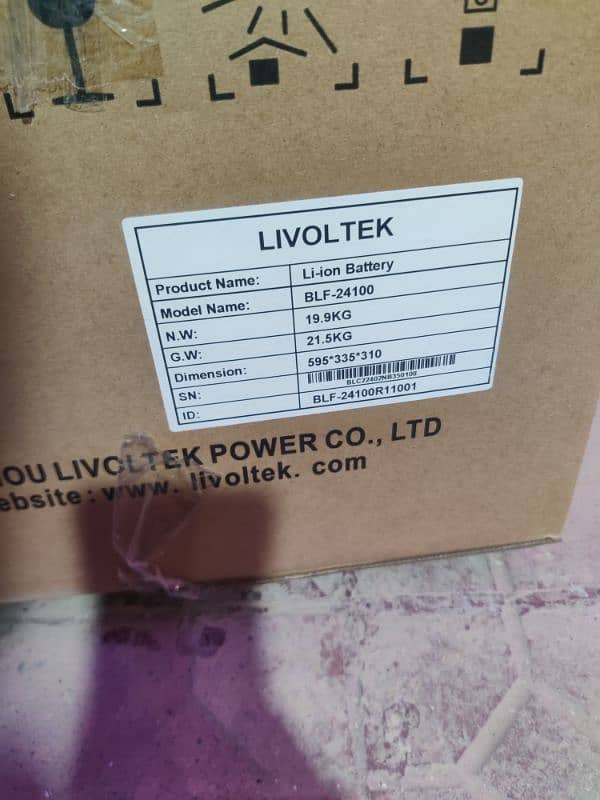 LIVOLTEK
Product Name: Li-ion Battery
Model Name: BLF-24100
N.W: 19.9KG
G.W: 21.5KG
Dimension: 595*335*310
SN: BLC22402NB350108
ID: BLF-24100R11001
OU LIVOLTEK POWER CO., LTD
ebsite: www. livoltek. com